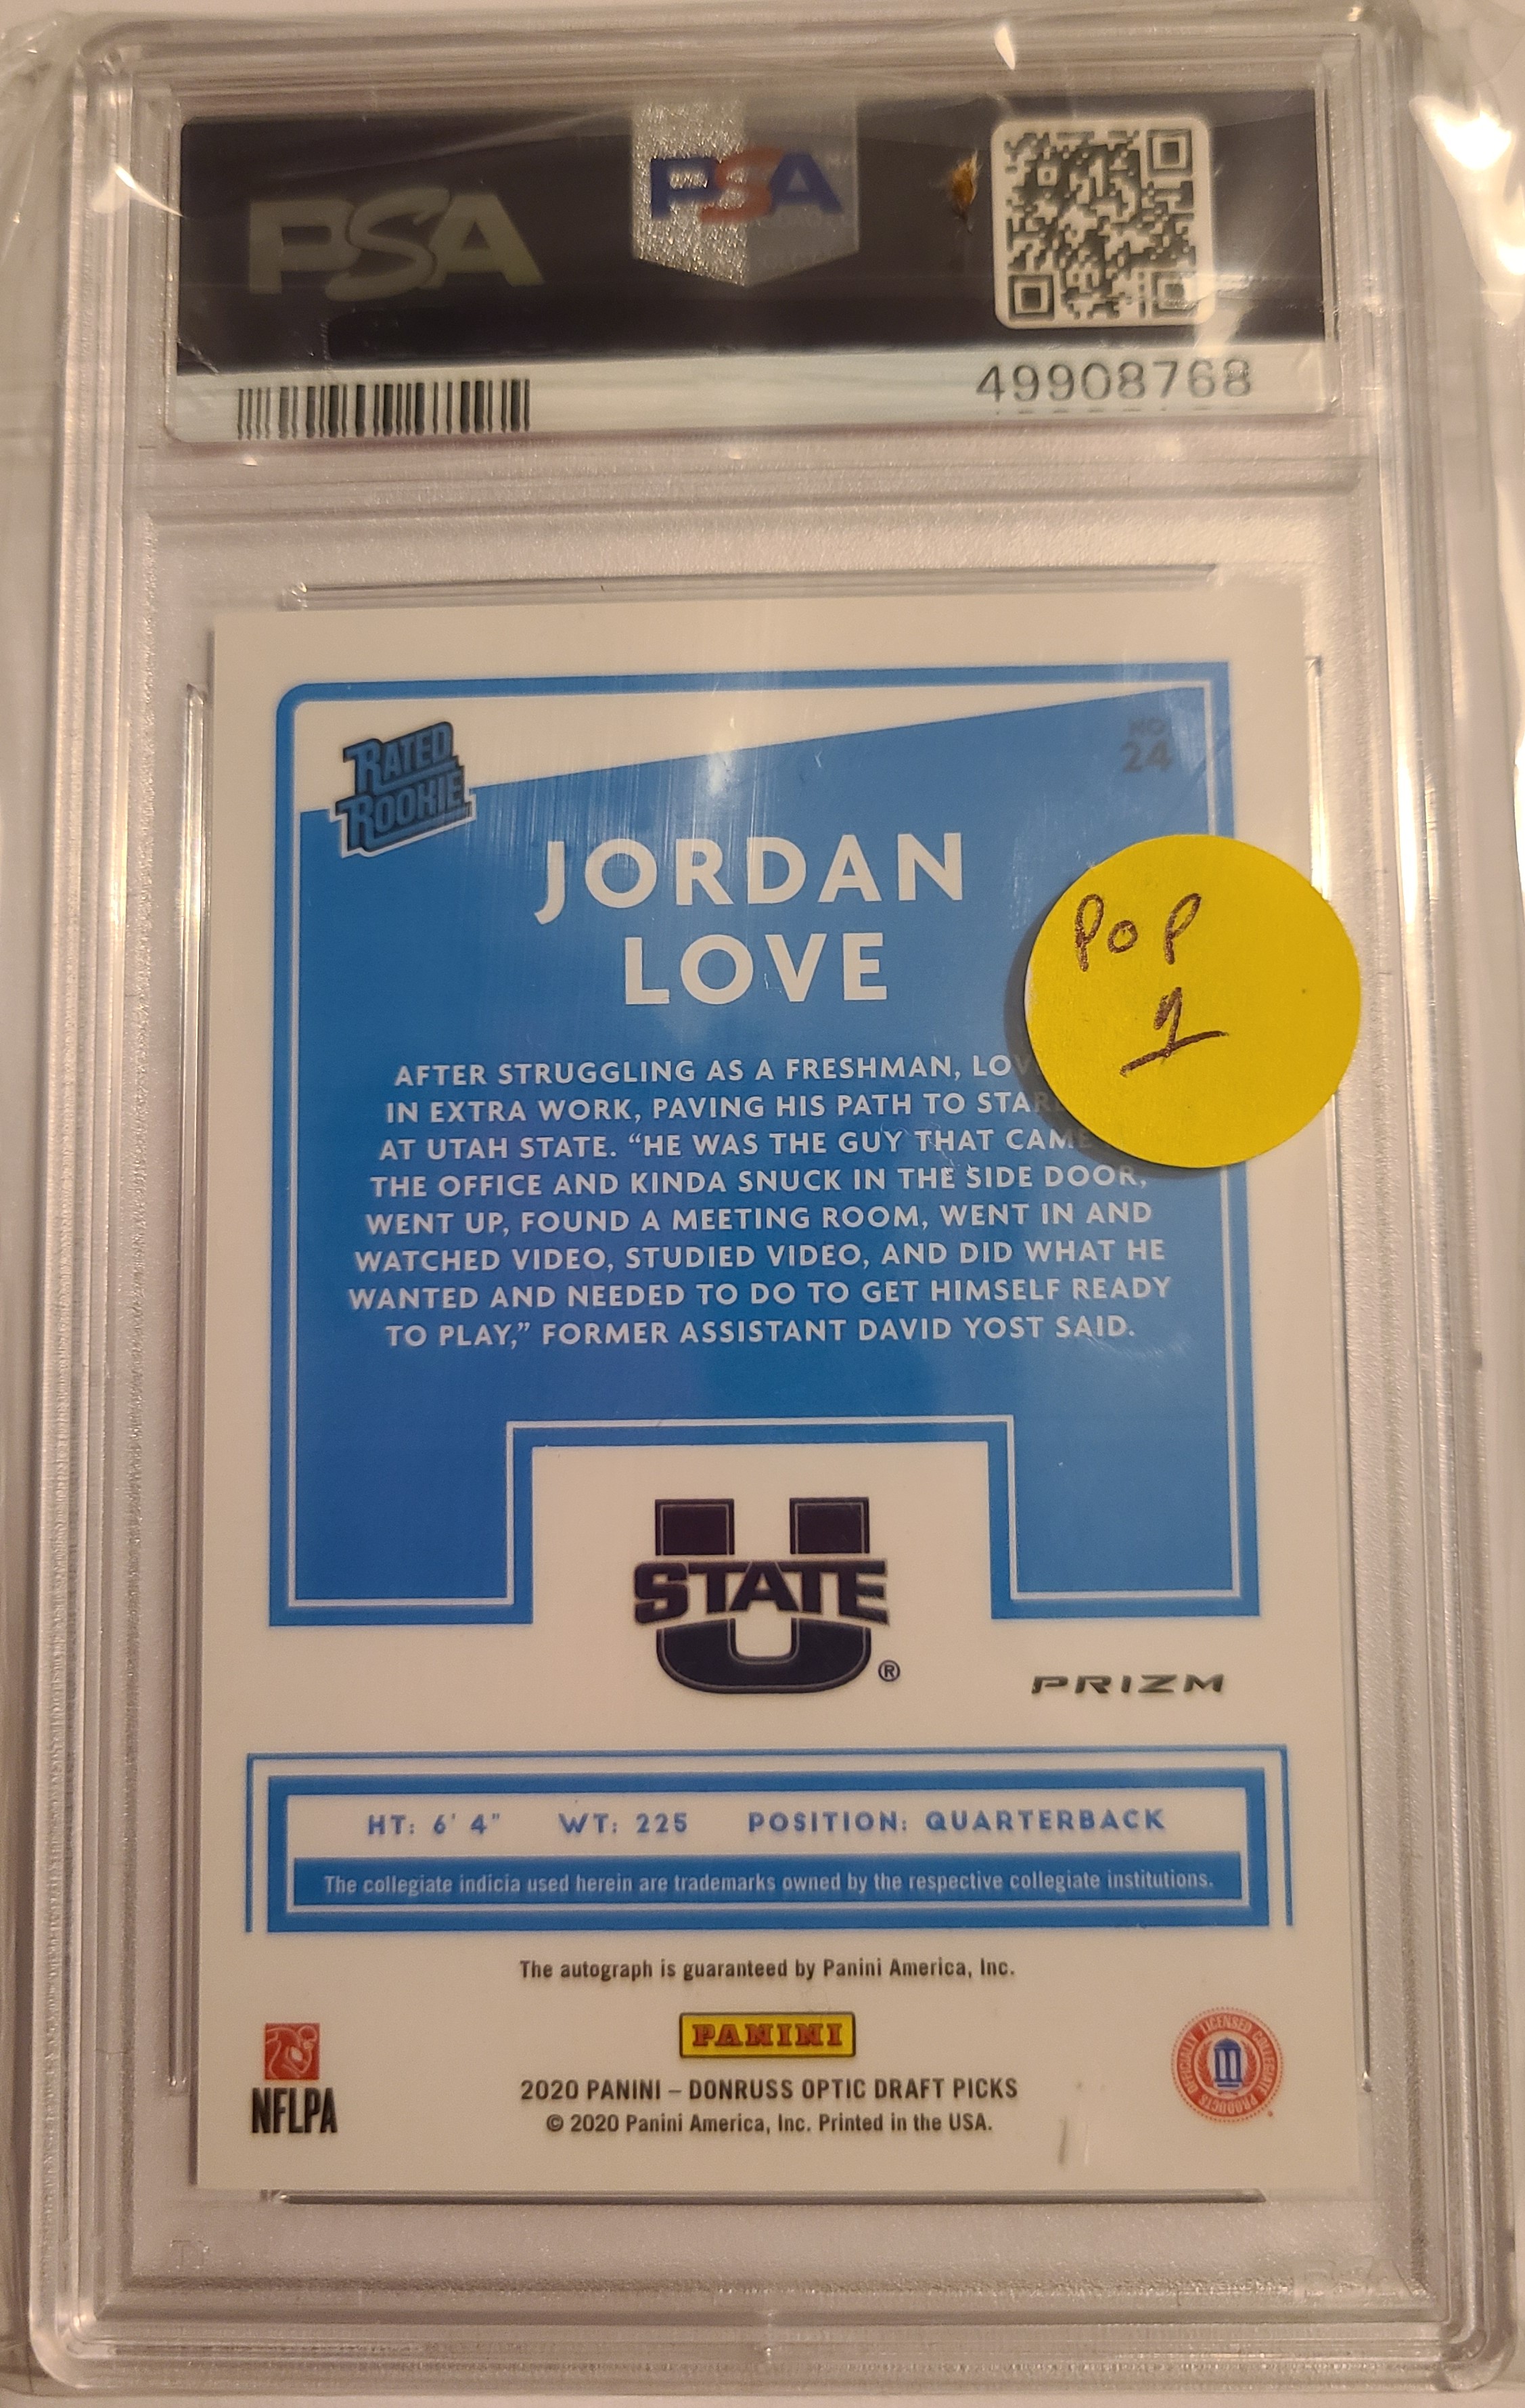 PSA
PSA
49908768
RATED
ROOKIE
NO
24
JORDAN
LOVE
POP
1
AFTER STRUGGLING AS A FRESHMAN,
IN EXTRA WORK, PAVING HIS PATH TO
AT UTAH STATE. “HE WAS THE GUY THAT CAME
THE OFFICE AND KINDA SNUCK IN THE SIDE DOOR,
WENT UP, FOUND A MEETING ROOM, WENT IN AND
WATCHED VIDEO, STUDIED VIDEO, AND DID WHAT HE
WANTED AND NEEDED TO DO TO GET HIMSELF READY
TO PLAY,” FORMER ASSISTANT DAVID YOST SAID.
U
STATE
®
PRIZM
HT: 6' 4" WT: 225 POSITION: QUARTERBACK
The collegiate indicia used herein are trademarks owned by the respective collegiate institutions.
The autograph is guaranteed by Panini America, Inc.
PANINI
NFLPA
OFFICIALLY LICENSED COLLEGIATE PRODUCTS
2020 PANINI – DONRUSS OPTIC DRAFT PICKS
© 2020 Panini America, Inc. Printed in the USA.